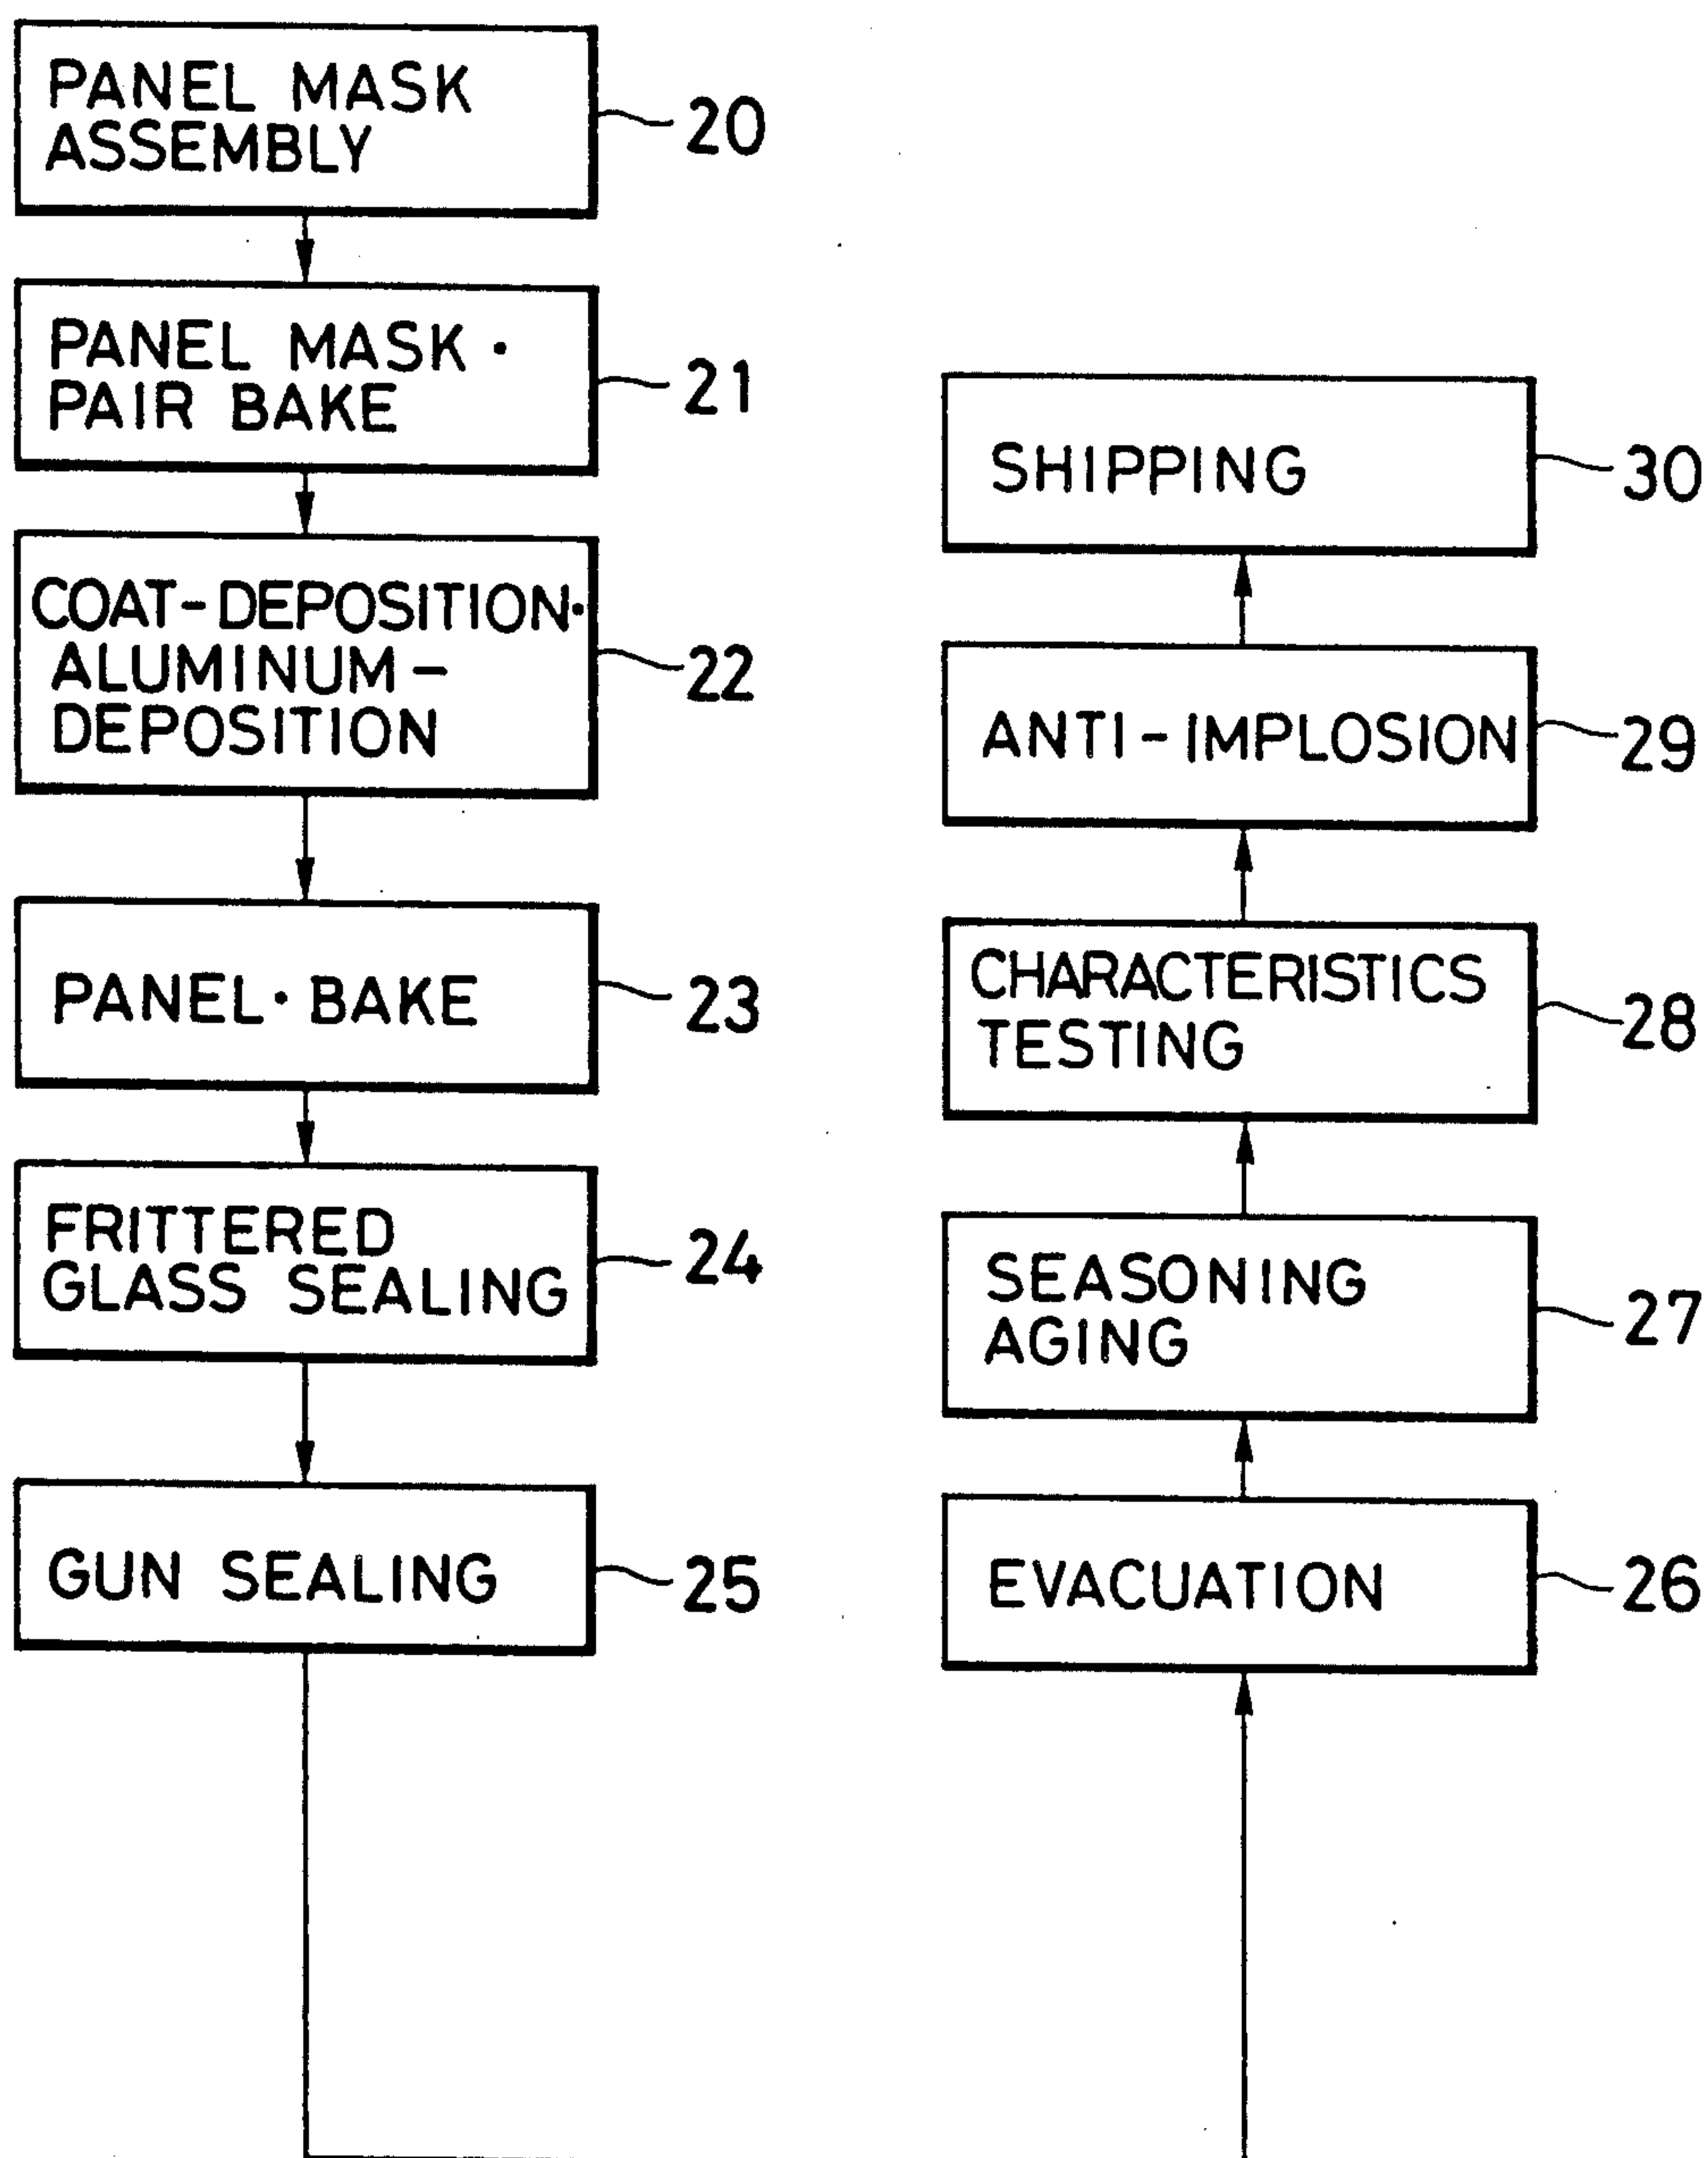 PANEL MASK
ASSEMBLY
20
PANEL MASK ·
PAIR BAKE
21
COAT-DEPOSITION·
ALUMINUM-
DEPOSITION
22
PANEL · BAKE
23
FRITTERED
GLASS SEALING
24
GUN SEALING
25
SHIPPING
30
ANTI-IMPLOSION
29
CHARACTERISTICS
TESTING
28
SEASONING
AGING
27
EVACUATION
26